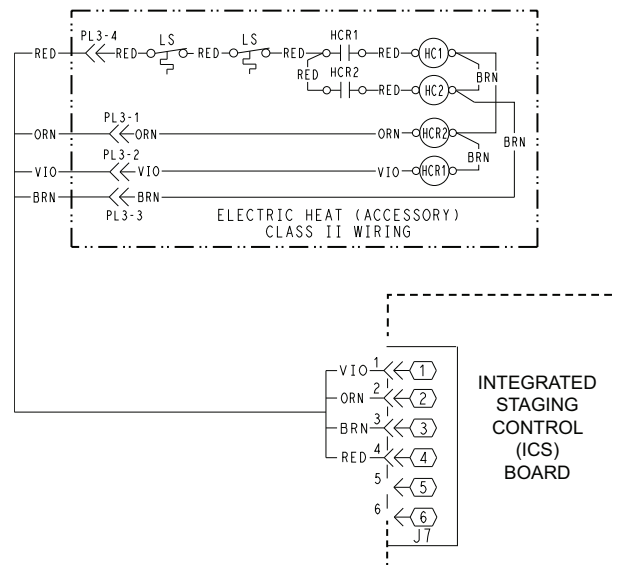 PL3-4 LS LS HCR1
RED RED RED RED RED HC1
RED HCR2 BRN
RED HC2
PL3-1 BRN
ORN ORN ORN HCR2
PL3-2 BRN
VIO VIO VIO HCR1
BRN BRN
PL3-3
ELECTRIC HEAT (ACCESSORY)
CLASS II WIRING
VIO 1 1
ORN 2 2
BRN 3 3
RED 4 4
5 5
6 6
J7
INTEGRATED
STAGING
CONTROL
(ICS)
BOARD